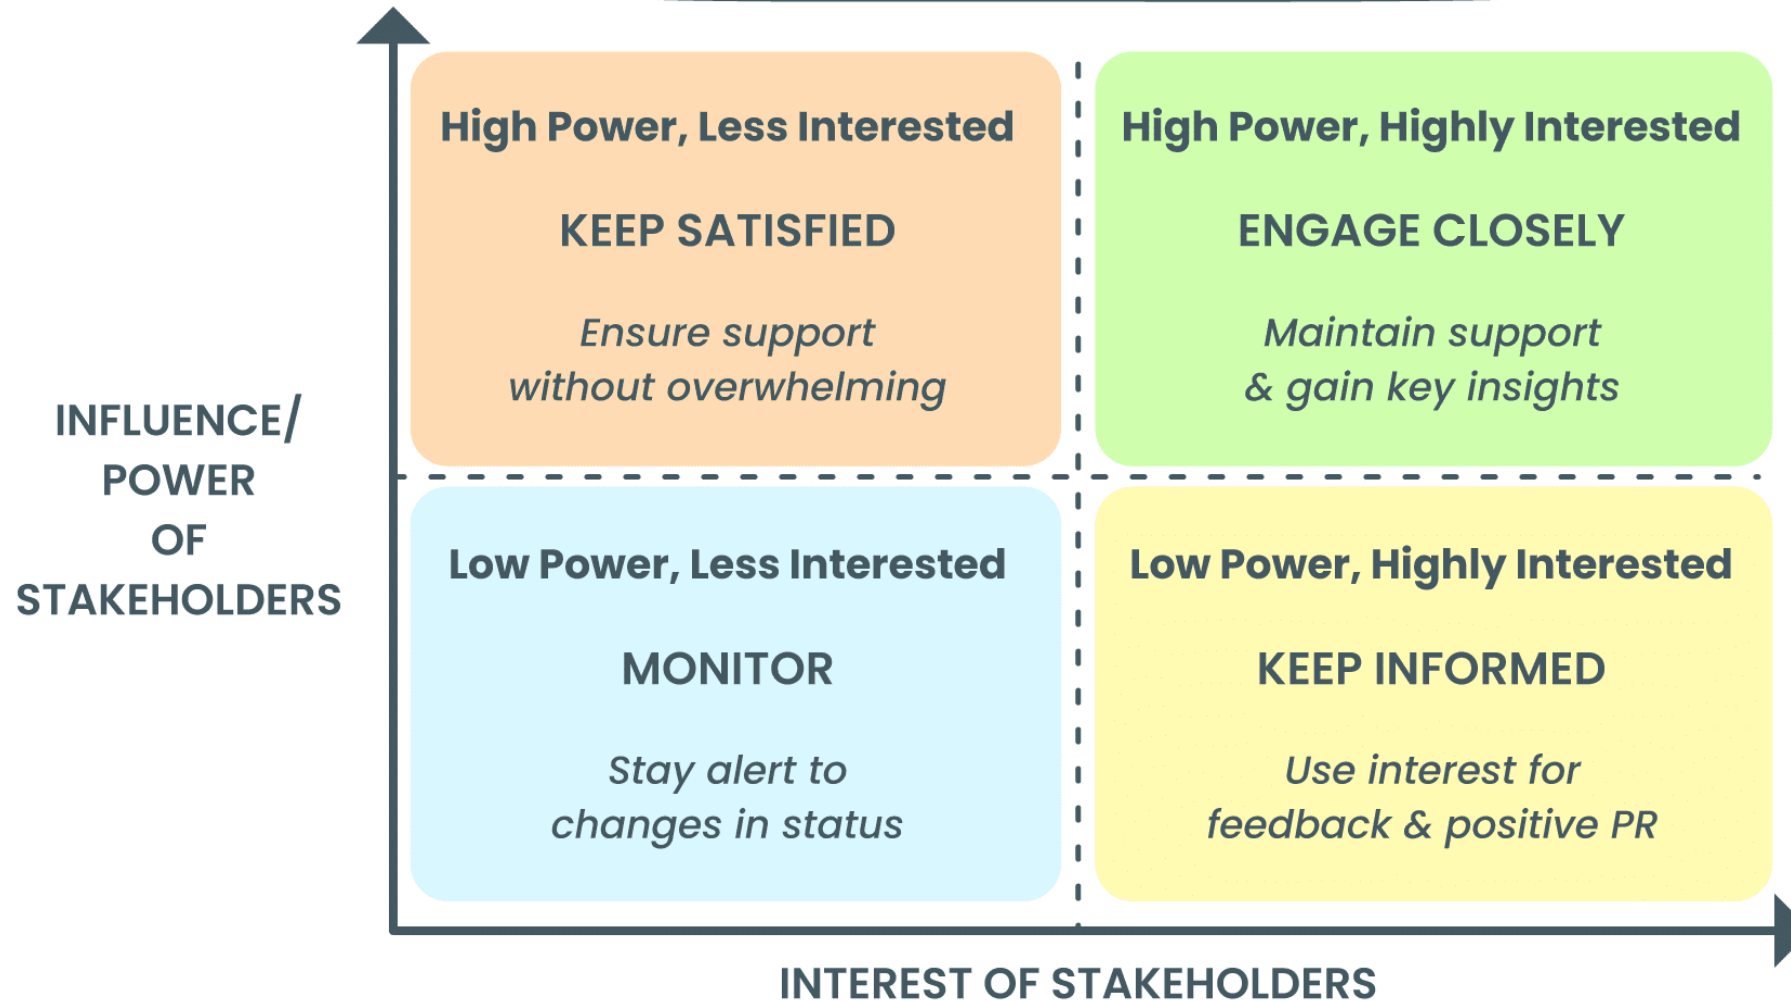 High Power, Less Interested
KEEP SATISFIED
Ensure support
without overwhelming
High Power, Highly Interested
ENGAGE CLOSELY
Maintain support
& gain key insights
INFLUENCE/
POWER
OF
STAKEHOLDERS
Low Power, Less Interested
MONITOR
Stay alert to
changes in status
Low Power, Highly Interested
KEEP INFORMED
Use interest for
feedback & positive PR
INTEREST OF STAKEHOLDERS